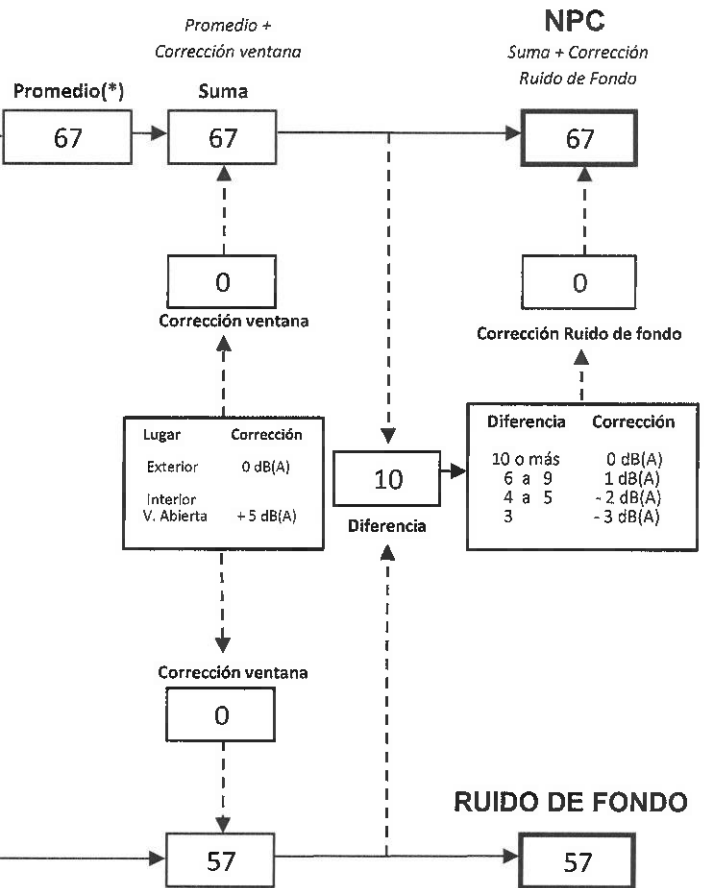 Promedio +
Corrección ventana
NPC
Suma + Corrección
Ruido de Fondo
Promedio(*)
Suma
67
67
67
0
Corrección ventana
0
Corrección Ruido de fondo
Lugar Corrección
Exterior 0 dB(A)
Interior
V. Abierta +5 dB(A)
10
Diferencia
Diferencia Corrección
10 o más 0 dB(A)
6 a 9 1 dB(A)
4 a 5 - 2 dB(A)
3 - 3 dB(A)
Corrección ventana
0
RUIDO DE FONDO
57
57